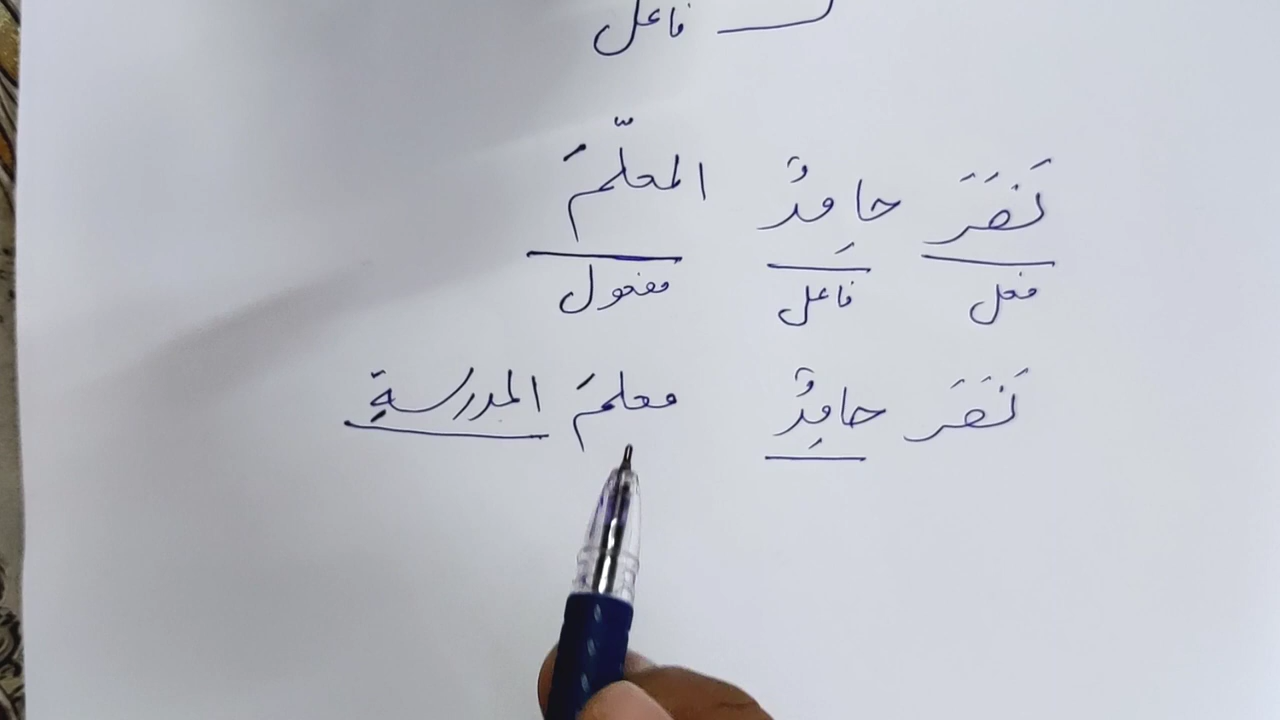 فاعل
نَصَرَ حامِدٌ المعلّمَ
فعل فاعل مفعول
نَصَرَ حامِدٌ معلمَ المدرسةِ